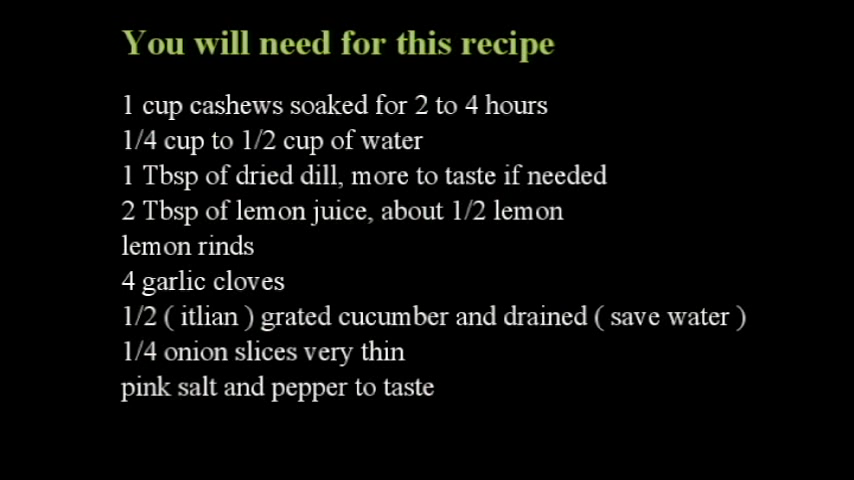 You will need for this recipe
1 cup cashews soaked for 2 to 4 hours
1/4 cup to 1/2 cup of water
1 Tbsp of dried dill, more to taste if needed
2 Tbsp of lemon juice, about 1/2 lemon
lemon rinds
4 garlic cloves
1/2 ( itlian ) grated cucumber and drained ( save water )
1/4 onion slices very thin
pink salt and pepper to taste